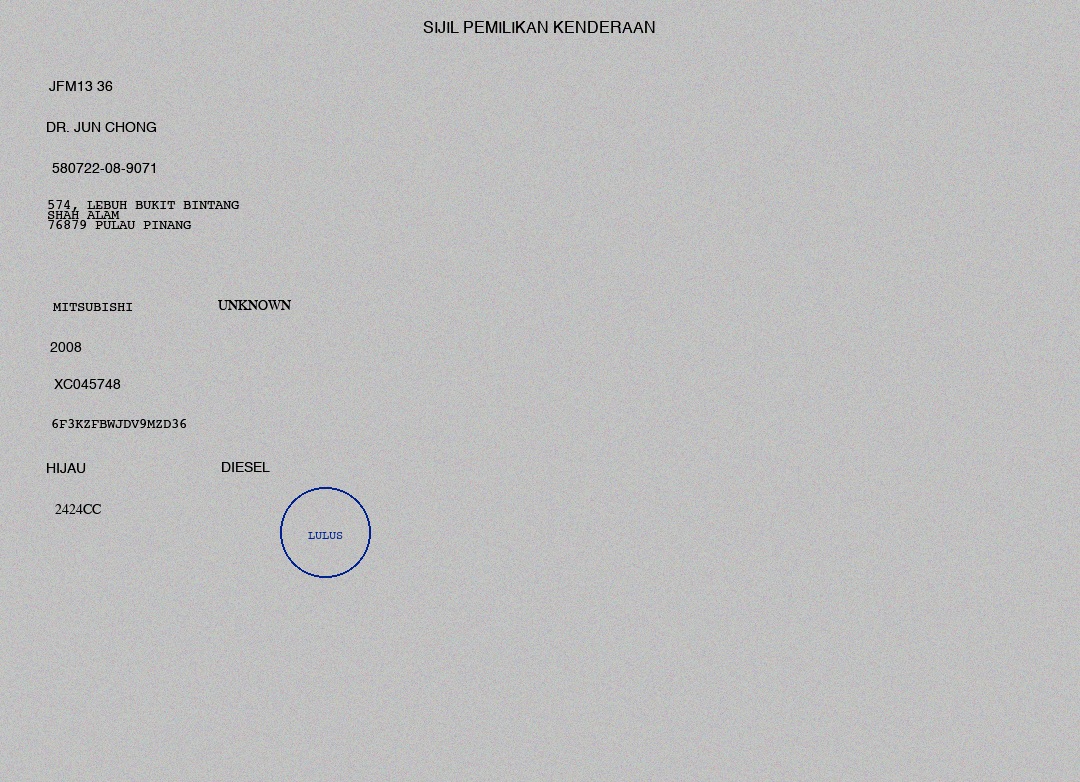 SIJIL PEMILIKAN KENDERAAN
JFM13 36
DR. JUN CHONG
580722-08-9071
574, LEBUH BUKIT BINTANG
SHAH ALAM
76879 PULAU PINANG
MITSUBISHI UNKNOWN
2008
XC045748
6F3KZFBWJDV9MZD36
HIJAU DIESEL
2424CC
LULUS